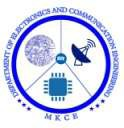 DEPARTMENT OF ELECTRONICS AND COMMUNICATION ENGINEERING
MKCE